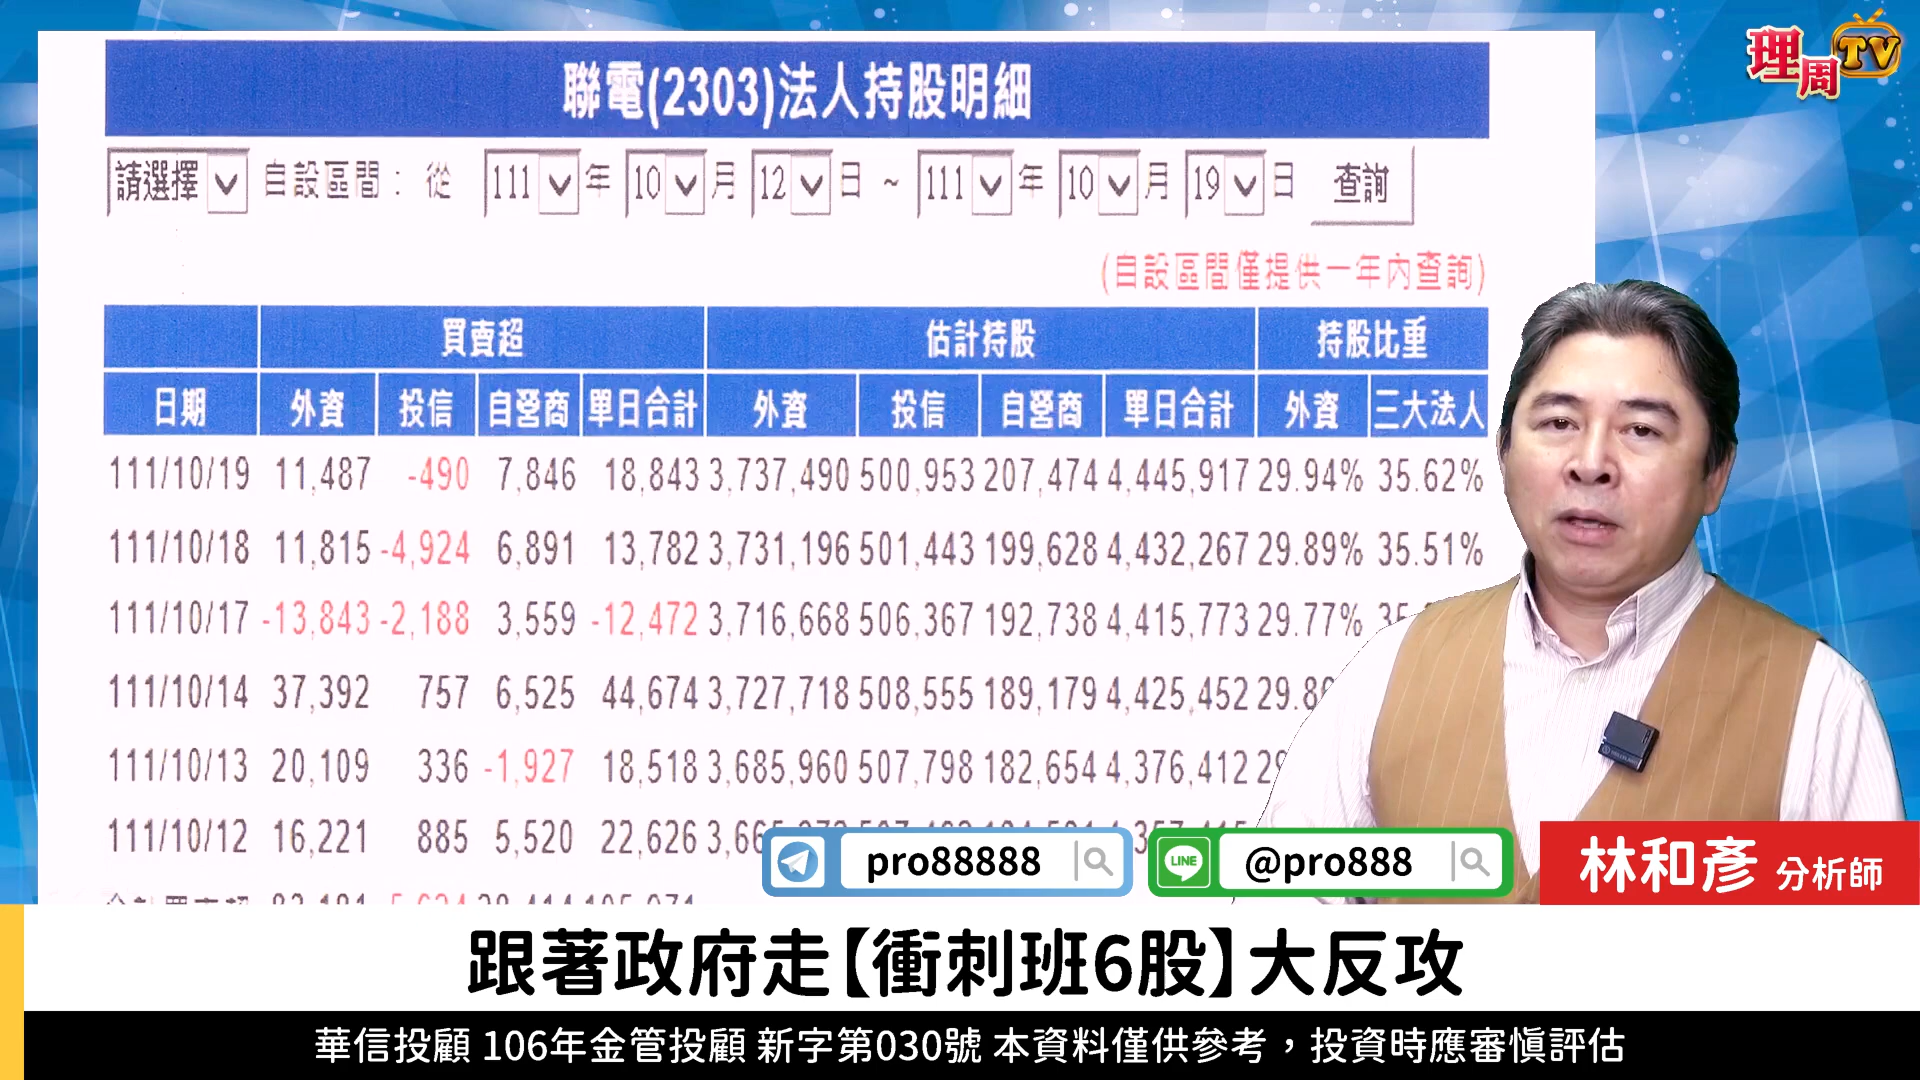 理周TV
聯電(2303)法人持股明細
請選擇 自設區間：從 111 年 10 月 12 日 ~ 111 年 10 月 19 日 查詢
(自設區間僅提供一年內查詢)
買賣超 估計持股 持股比重
日期 外資 投信 自營商 單日合計 外資 投信 自營商 單日合計 外資 三大法人
111/10/19 11,487 -490 7,846 18,843 3,737,490 500,953 207,474 4,445,917 29.94% 35.62%
111/10/18 11,815 -4,924 6,891 13,782 3,731,196 501,443 199,628 4,432,267 29.89% 35.51%
111/10/17 -13,843 -2,188 3,559 -12,472 3,716,668 506,367 192,738 4,415,773 29.77%
111/10/14 37,392 757 6,525 44,674 3,727,718 508,555 189,179 4,425,452
111/10/13 20,109 336 -1,927 18,518 3,685,960 507,798 182,654 4,376,412
111/10/12 16,221 885 5,520 22,626
pro88888
LINE @pro888
林和彥 分析師
跟著政府走【衝刺班6股】大反攻
華信投顧 106年金管投顧 新字第030號 本資料僅供參考，投資時應審慎評估